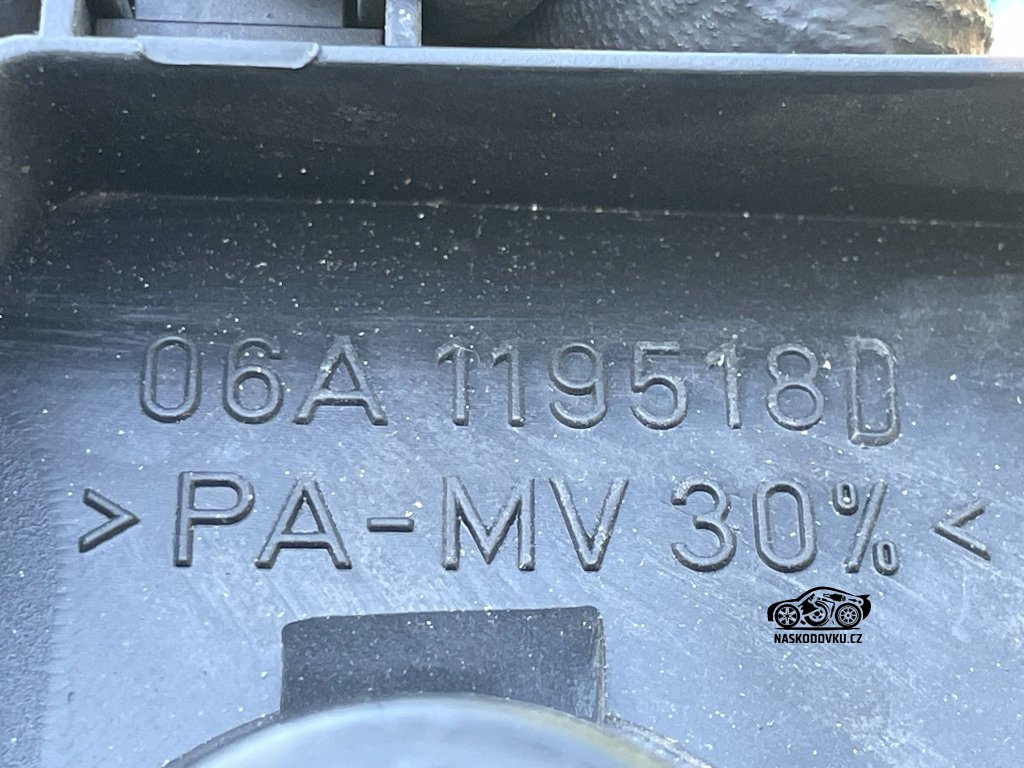 06A 119518D
>PA-MV 30%<
NASKODOVKU.CZ